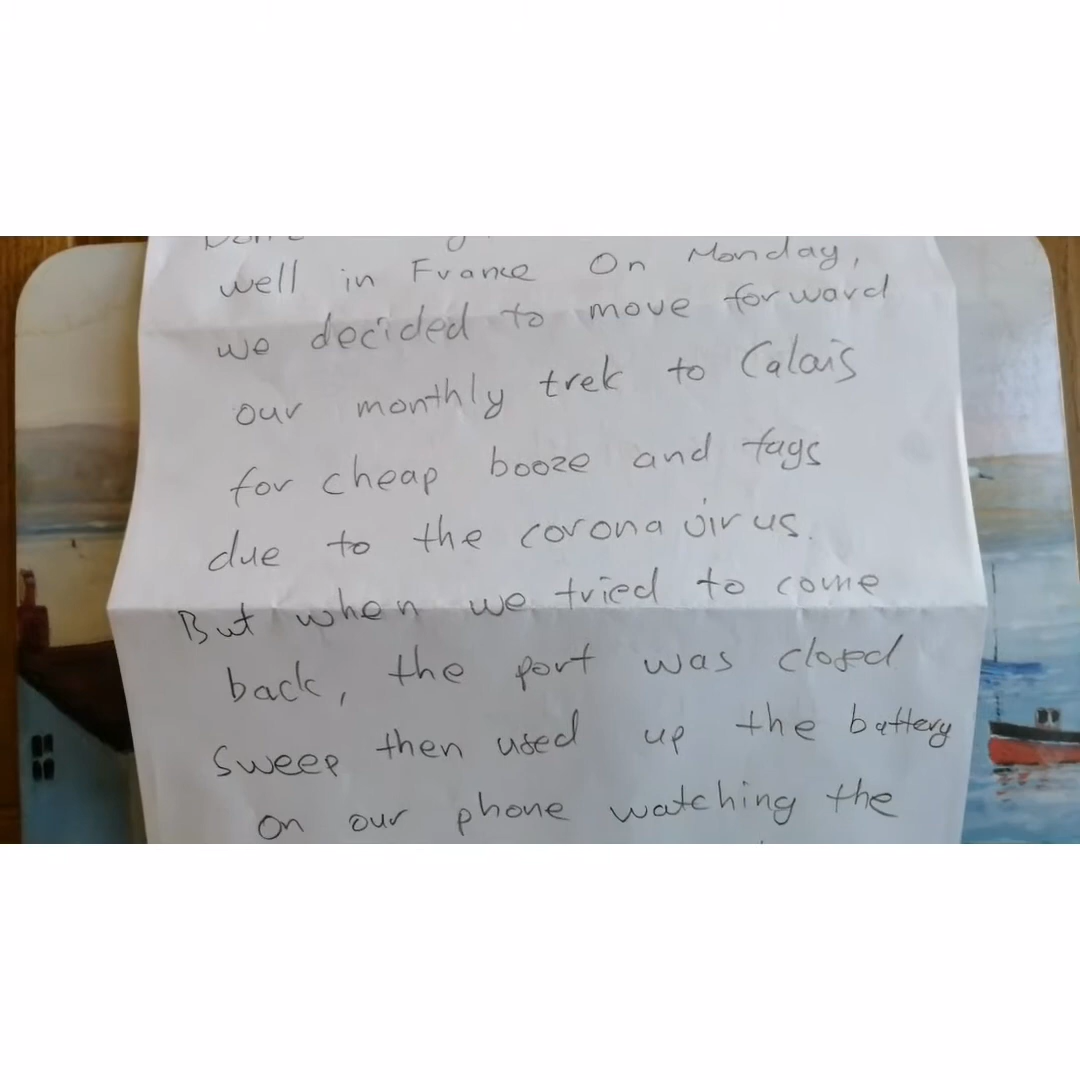 well in France On Monday,
we decided to move forward
our monthly trek to Calais
for cheap booze and fags
due to the corona virus.
But when we tried to come
back, the port was closed
Sweep then used up the battery
on our phone watching the